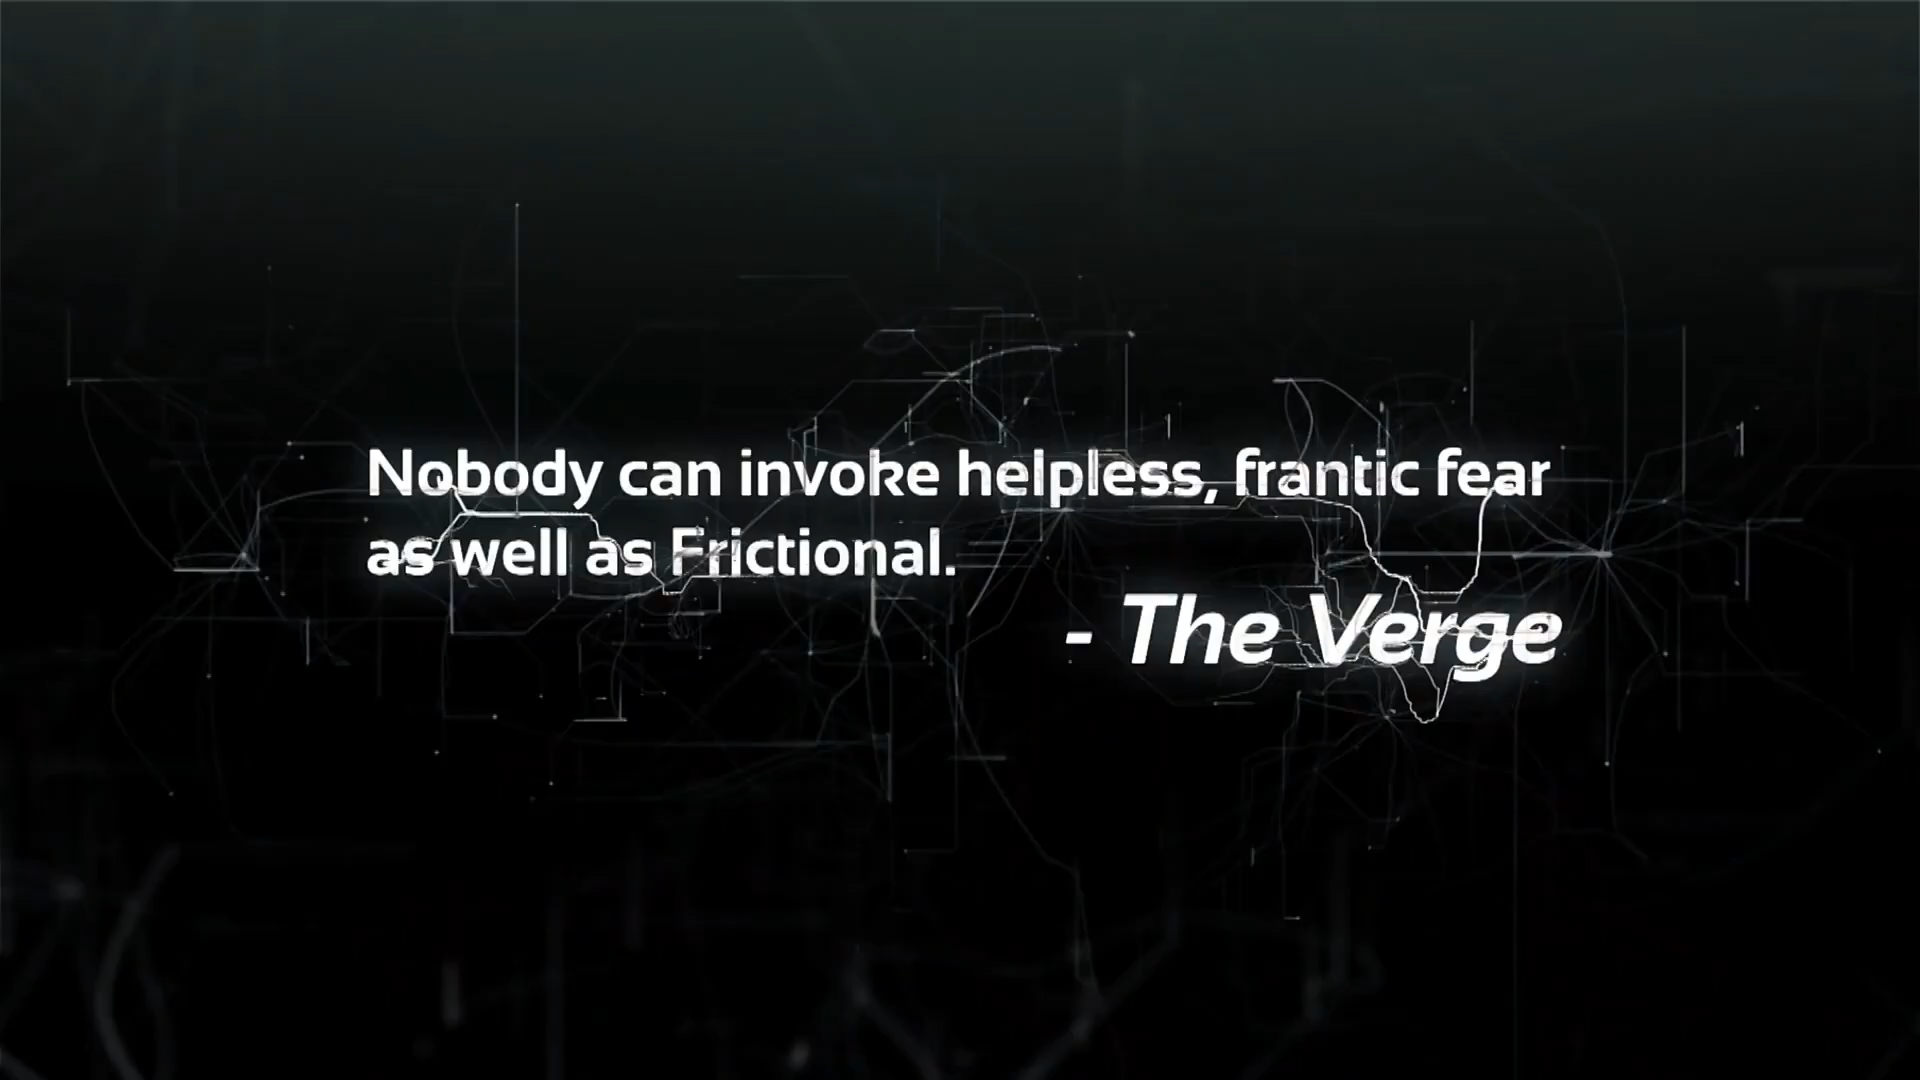 Nobody can invoke helpless, frantic fear
as well as Frictional.
- The Verge